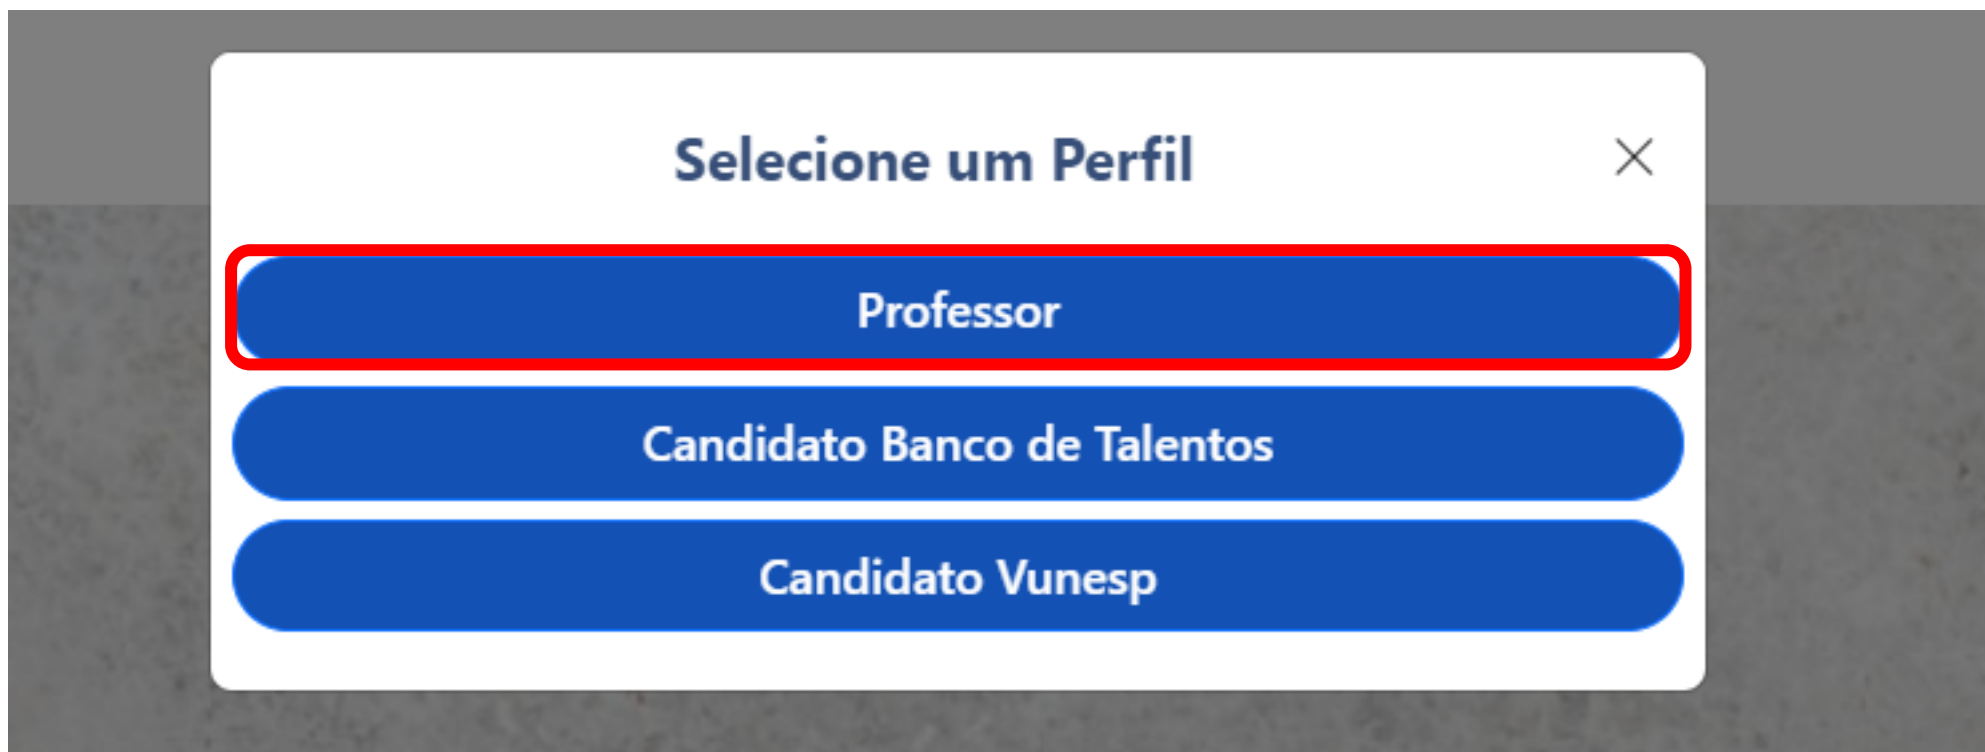 Selecione um Perfil
Professor
Candidato Banco de Talentos
Candidato Vunesp